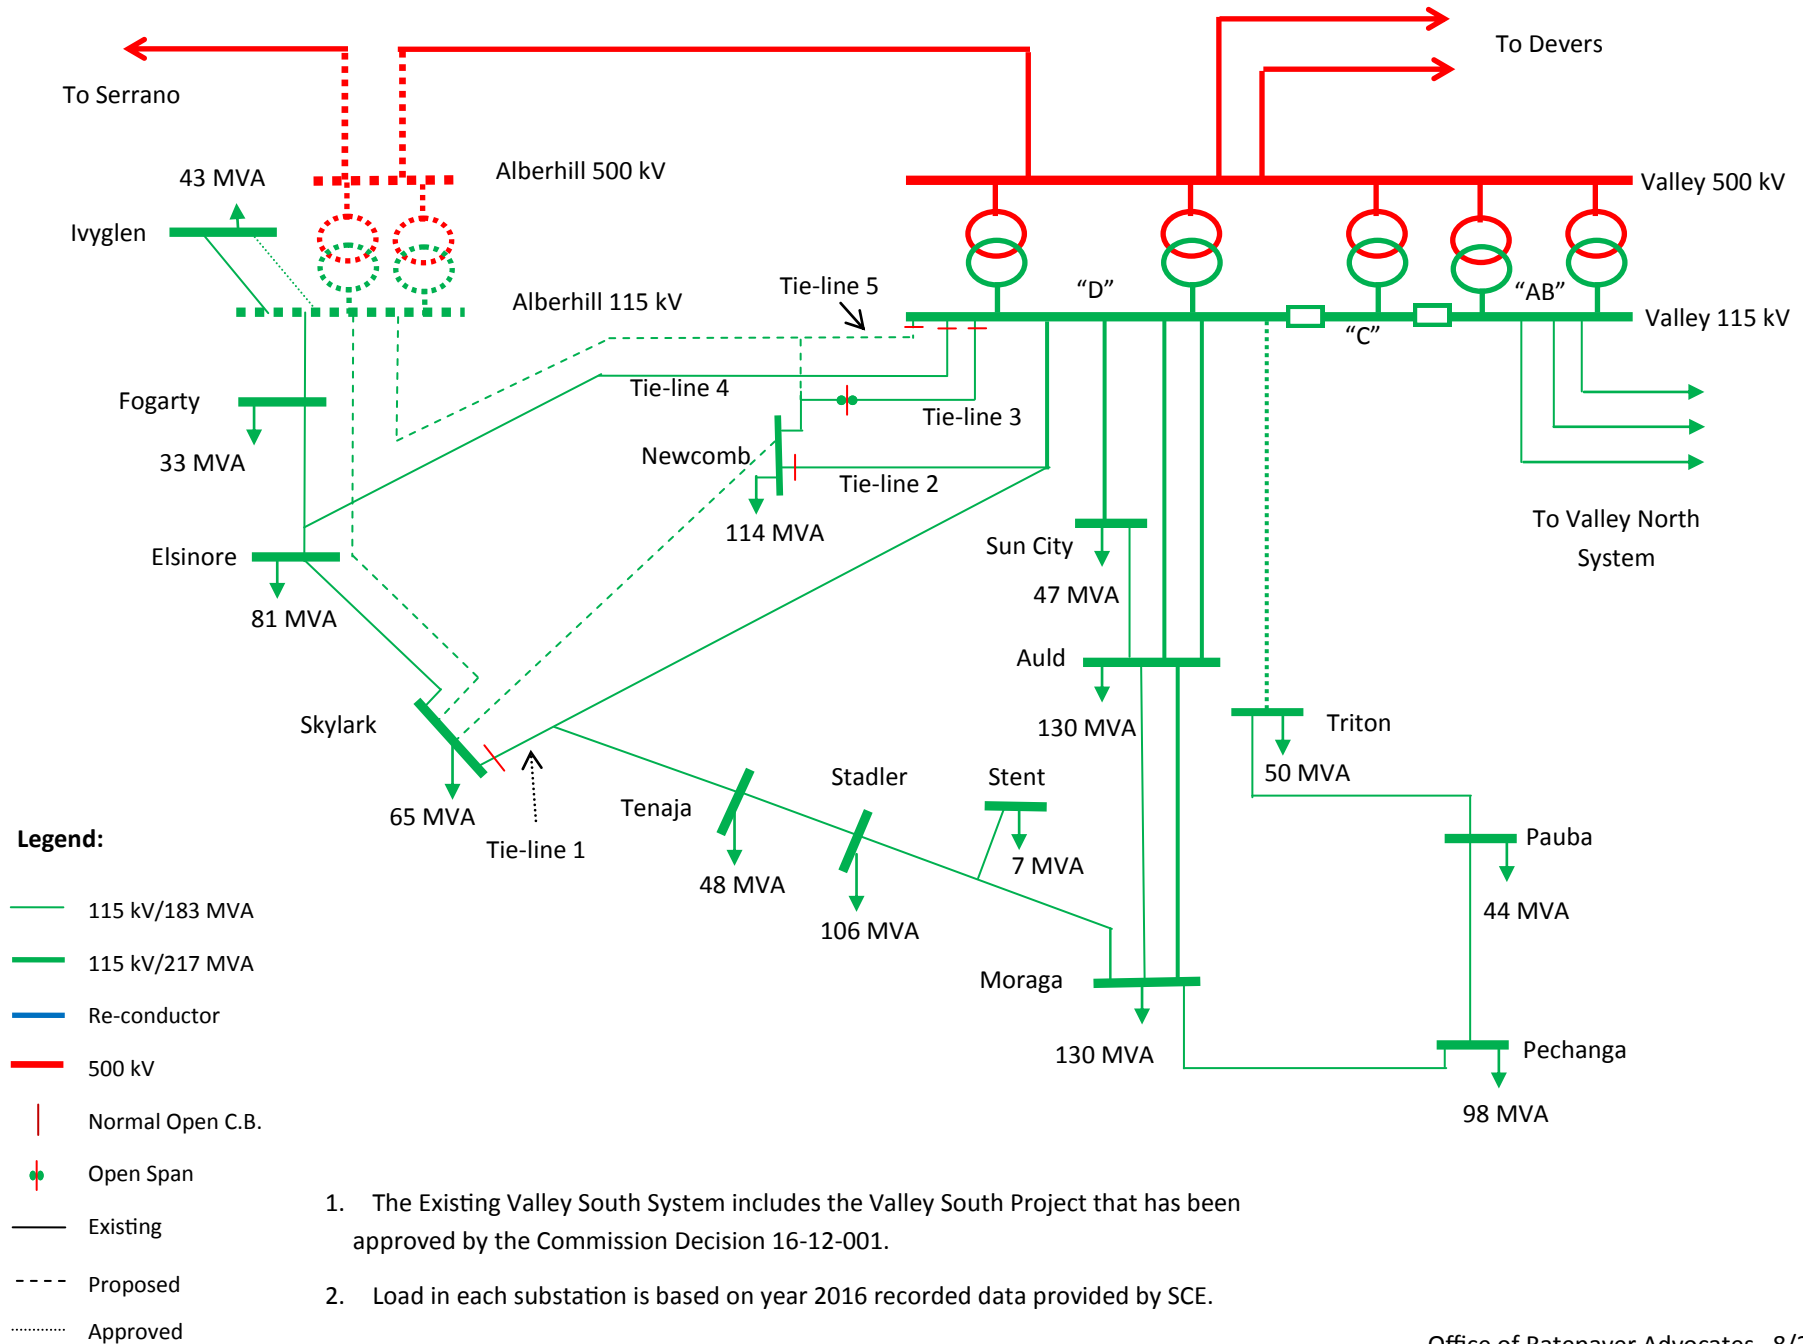 To Devers
To Serrano
Alberhill 500 kV
43 MVA
Valley 500 kV
Ivyglen
Alberhill 115 kV
Tie-line 5
“D”
“AB”
“C”
Valley 115 kV
Tie-line 4
Fogarty
Tie-line 3
33 MVA
Newcomb
Tie-line 2
114 MVA
To Valley North
System
Elsinore
Sun City
81 MVA
47 MVA
Auld
Skylark
130 MVA
Triton
50 MVA
Stadler
Stent
Tenaja
65 MVA
Tie-line 1
7 MVA
Pauba
48 MVA
44 MVA
106 MVA
Moraga
130 MVA
Pechanga
98 MVA
Legend:
115 kV/183 MVA
115 kV/217 MVA
Re-conductor
500 kV
Normal Open C.B.
Open Span
Existing
Proposed
Approved
1. The Existing Valley South System includes the Valley South Project that has been
approved by the Commission Decision 16-12-001.
2. Load in each substation is based on year 2016 recorded data provided by SCE.